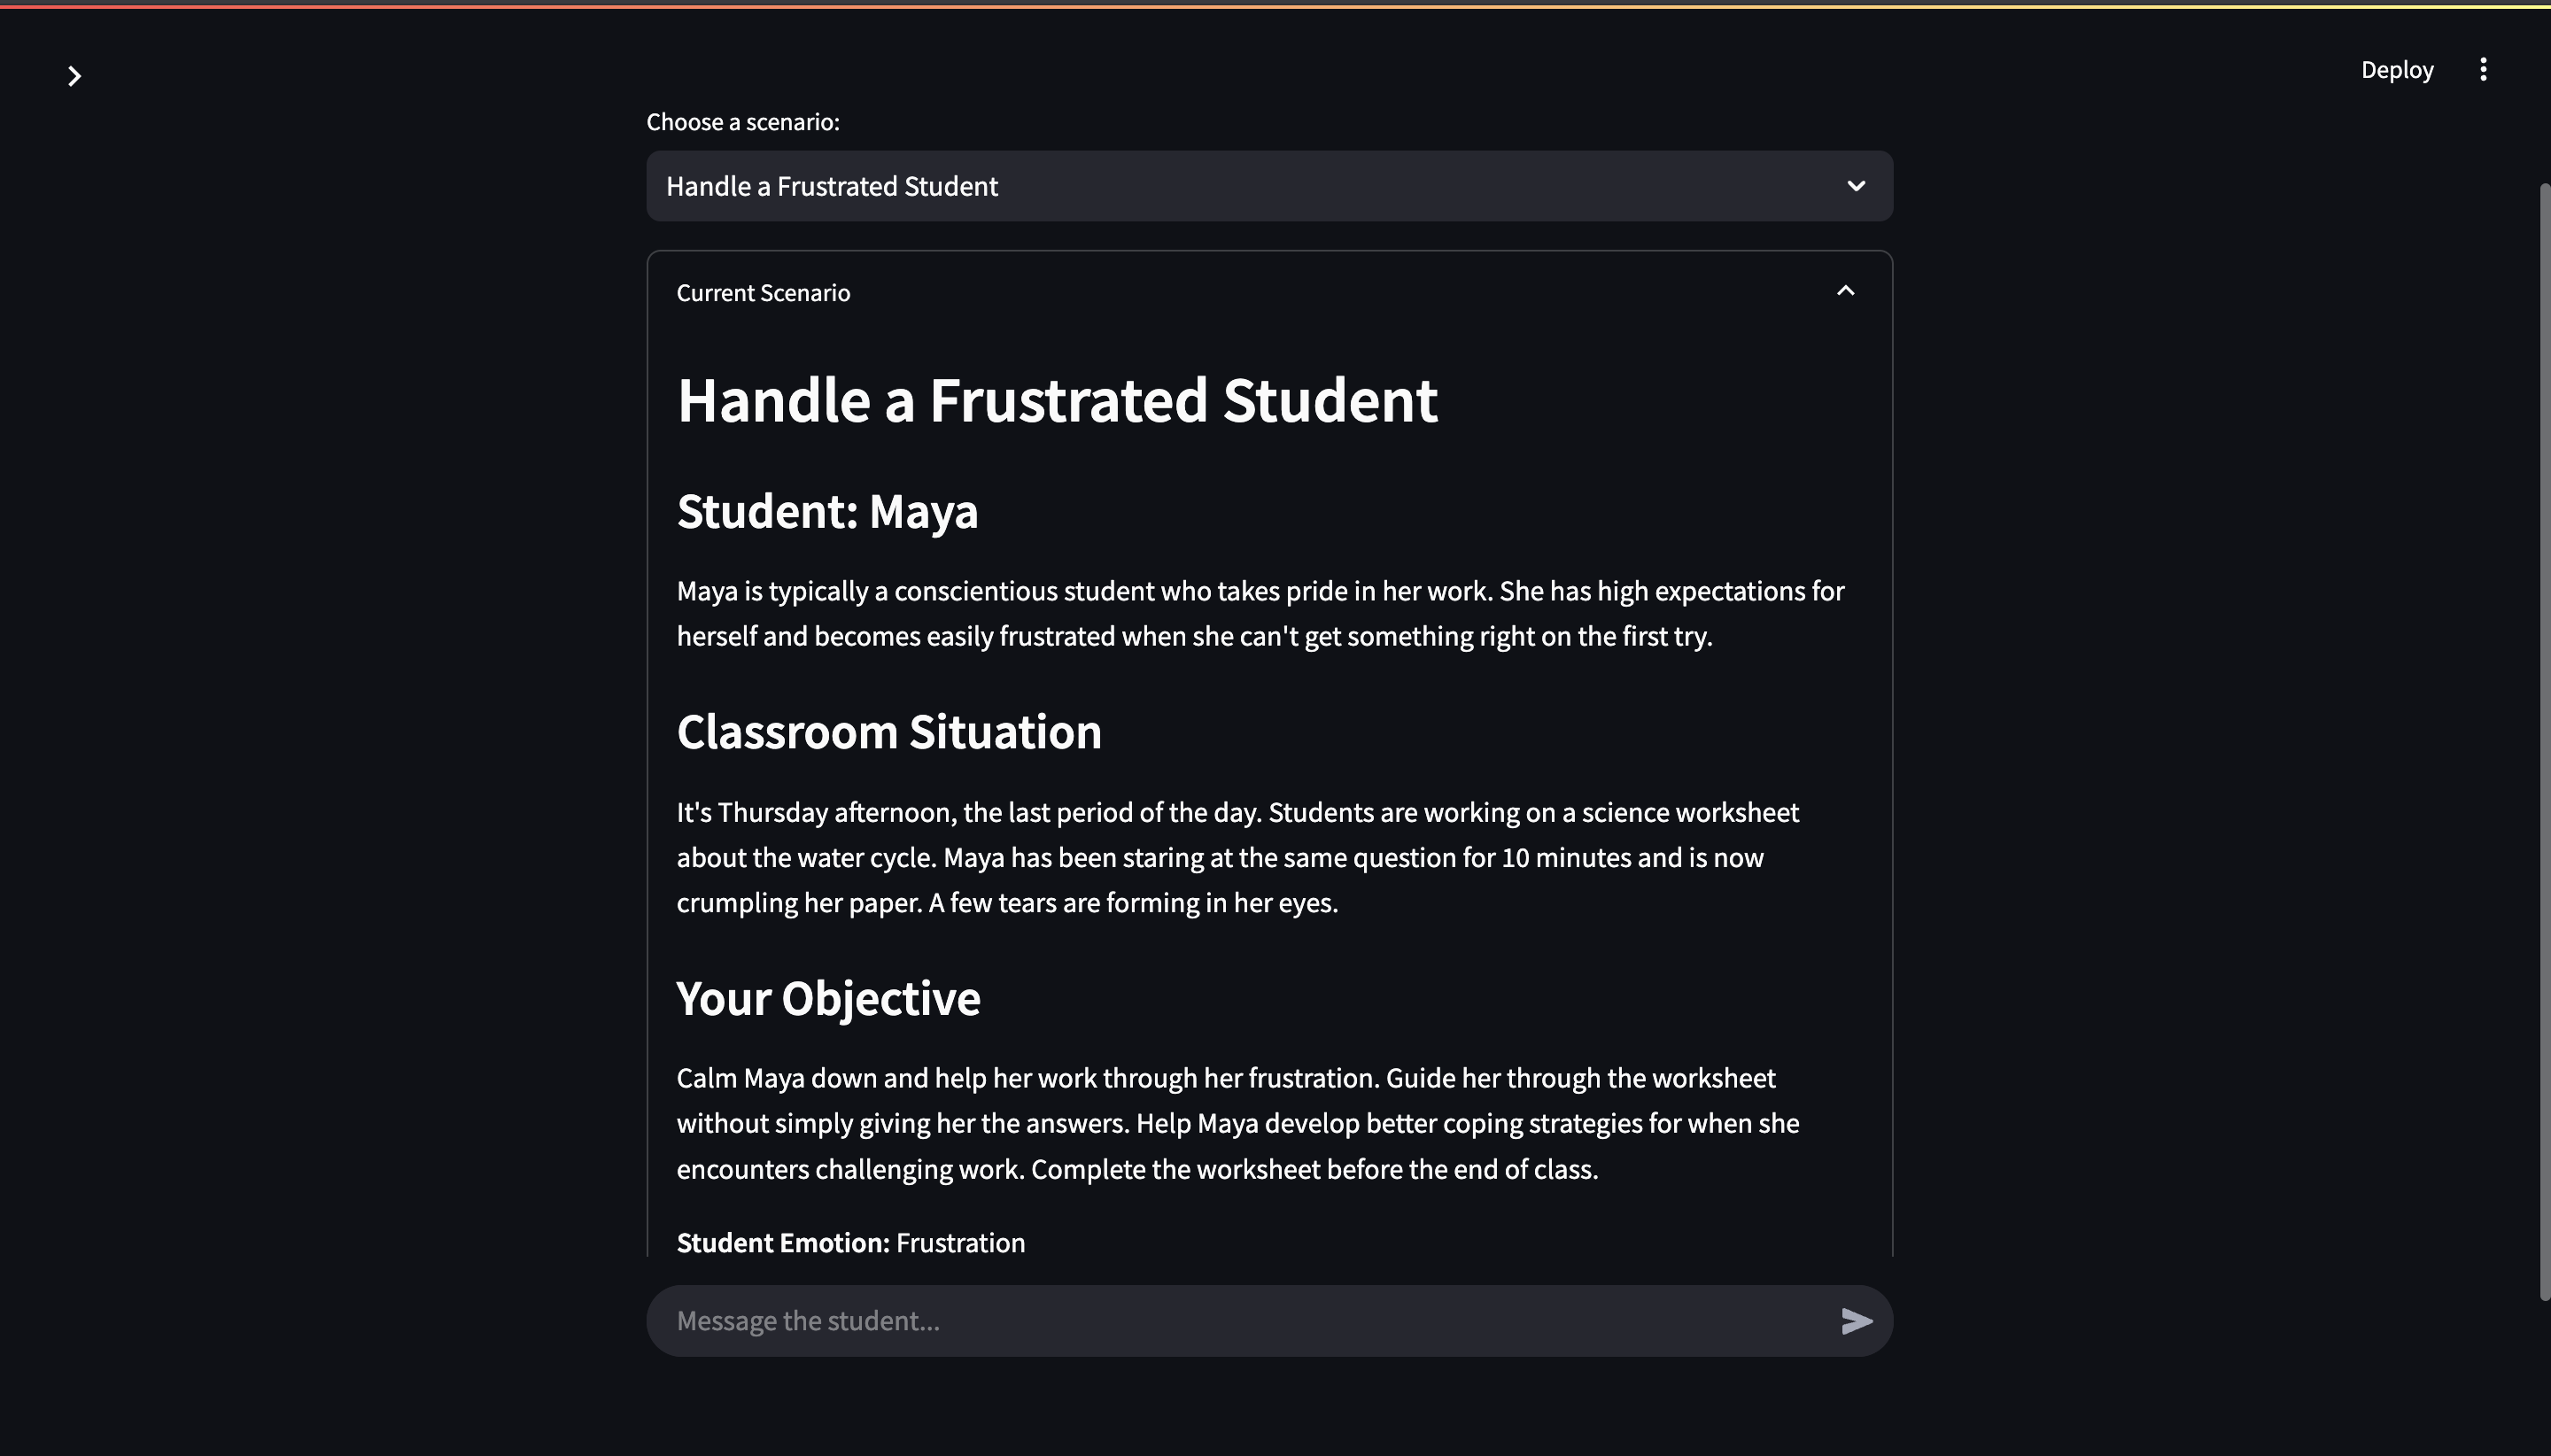 Deploy
Choose a scenario:
Handle a Frustrated Student
Current Scenario
Handle a Frustrated Student
Student: Maya
Maya is typically a conscientious student who takes pride in her work. She has high expectations for
herself and becomes easily frustrated when she can't get something right on the first try.
Classroom Situation
It's Thursday afternoon, the last period of the day. Students are working on a science worksheet
about the water cycle. Maya has been staring at the same question for 10 minutes and is now
crumpling her paper. A few tears are forming in her eyes.
Your Objective
Calm Maya down and help her work through her frustration. Guide her through the worksheet
without simply giving her the answers. Help Maya develop better coping strategies for when she
encounters challenging work. Complete the worksheet before the end of class.
Student Emotion: Frustration
Message the student...